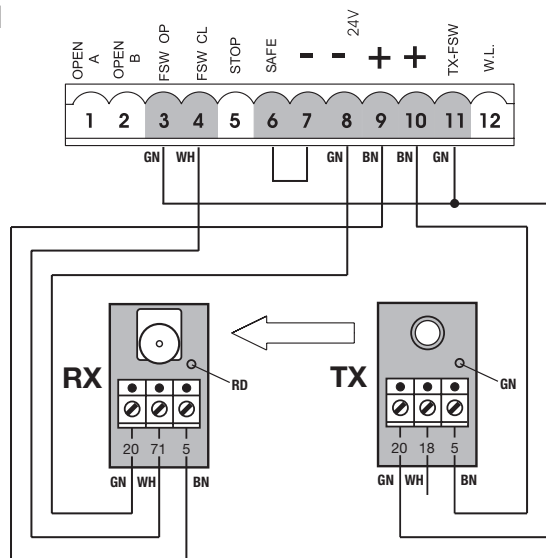 OPEN A
OPEN B
FSW OP
FSW CL
STOP
SAFE
-
-
24V
+
+
TX-FSW
W.L.
1 2 3 4 5 6 7 8 9 10 11 12
GN WH GN BN BN GN
RX
RD
TX
GN
20 71 5
20 18 5
GN WH BN
GN WH BN